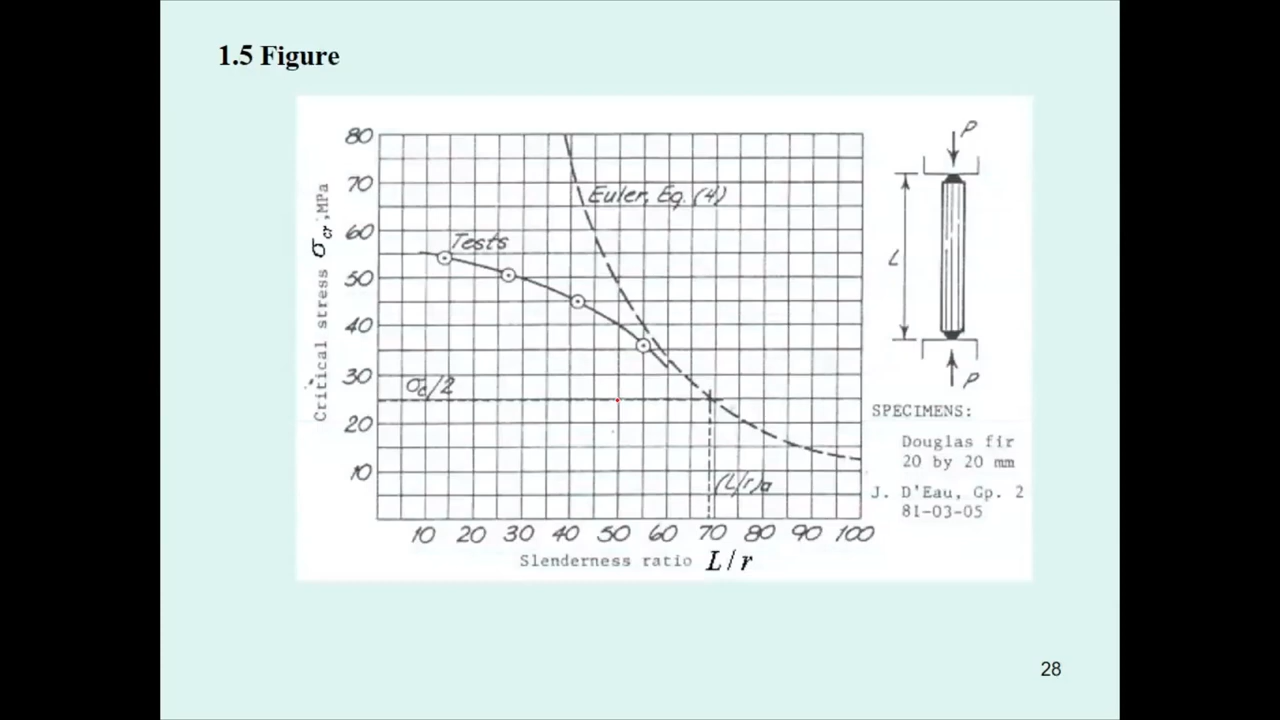 1.5 Figure
80
70
60
50
40
30
20
10
Critical stress σcr, MPa
Euler, Eq. (4)
Tests
σc/2
(L/r)a
10 20 30 40 50 60 70 80 90 100
Slenderness ratio L/r
P
L
P
SPECIMENS:
Douglas fir
20 by 20 mm
J. D'Eau, Gp. 2
81-03-05
28